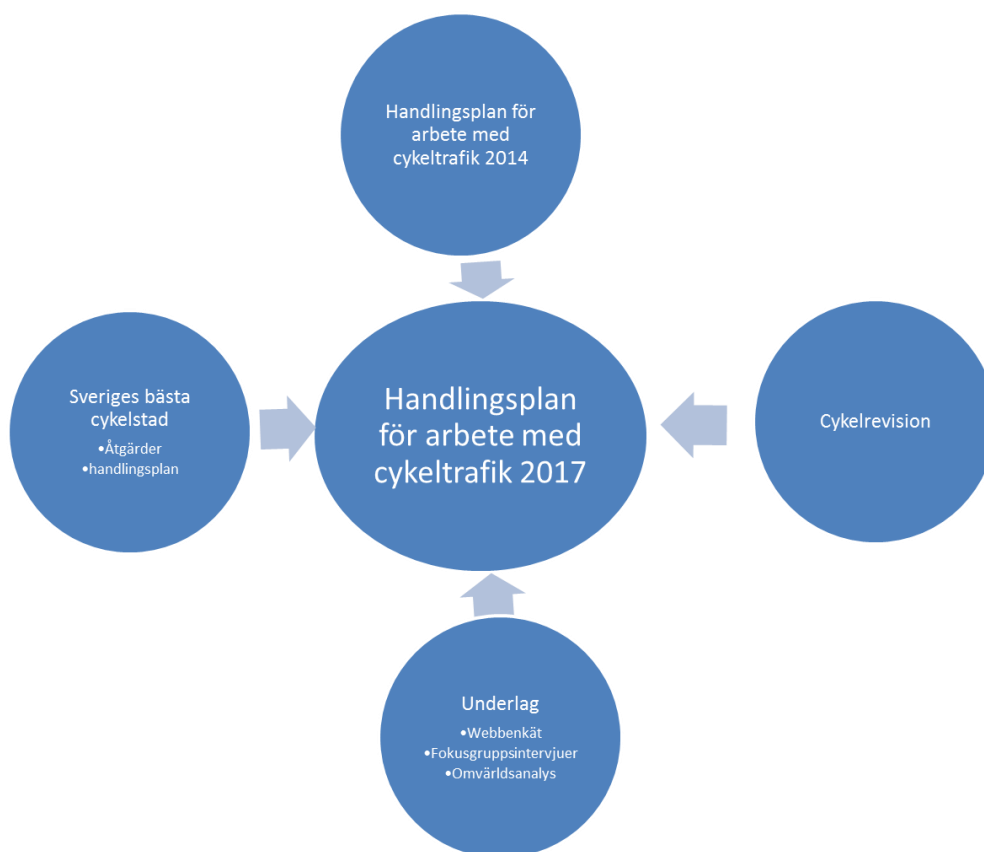 Handlingsplan för
arbete med
cykeltrafik 2014
Sveriges bästa
cykelstad
•Åtgärder
•handlingsplan
Handlingsplan
för arbete med
cykeltrafik 2017
Cykelrevision
Underlag
•Webbenkät
•Fokusgruppsintervjuer
•Omvärldsanalys